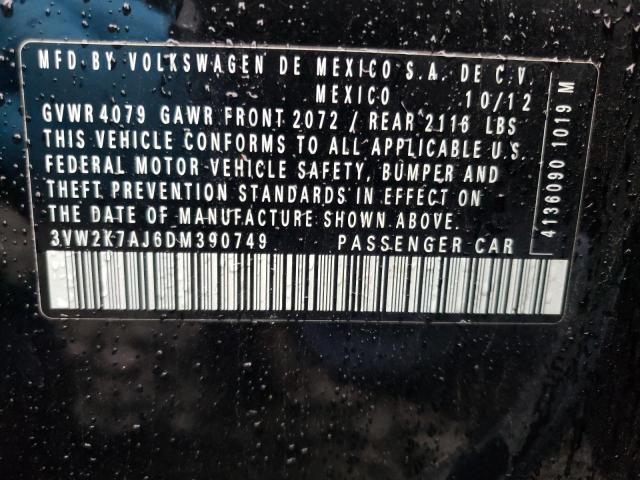 MFD. BY VOLKSWAGEN DE MEXICO S.A. DE C.V.
MEXICO 10/12
GVWR 4079 GAWR FRONT 2072 / REAR 2116 LBS
THIS VEHICLE CONFORMS TO ALL APPLICABLE U.S.
FEDERAL MOTOR VEHICLE SAFETY, BUMPER AND
THEFT PREVENTION STANDARDS IN EFFECT ON
THE DATE OF MANUFACTURE SHOWN ABOVE.
3VW2K7AJ6DM390749 PASSENGER CAR
4136090 1019 M